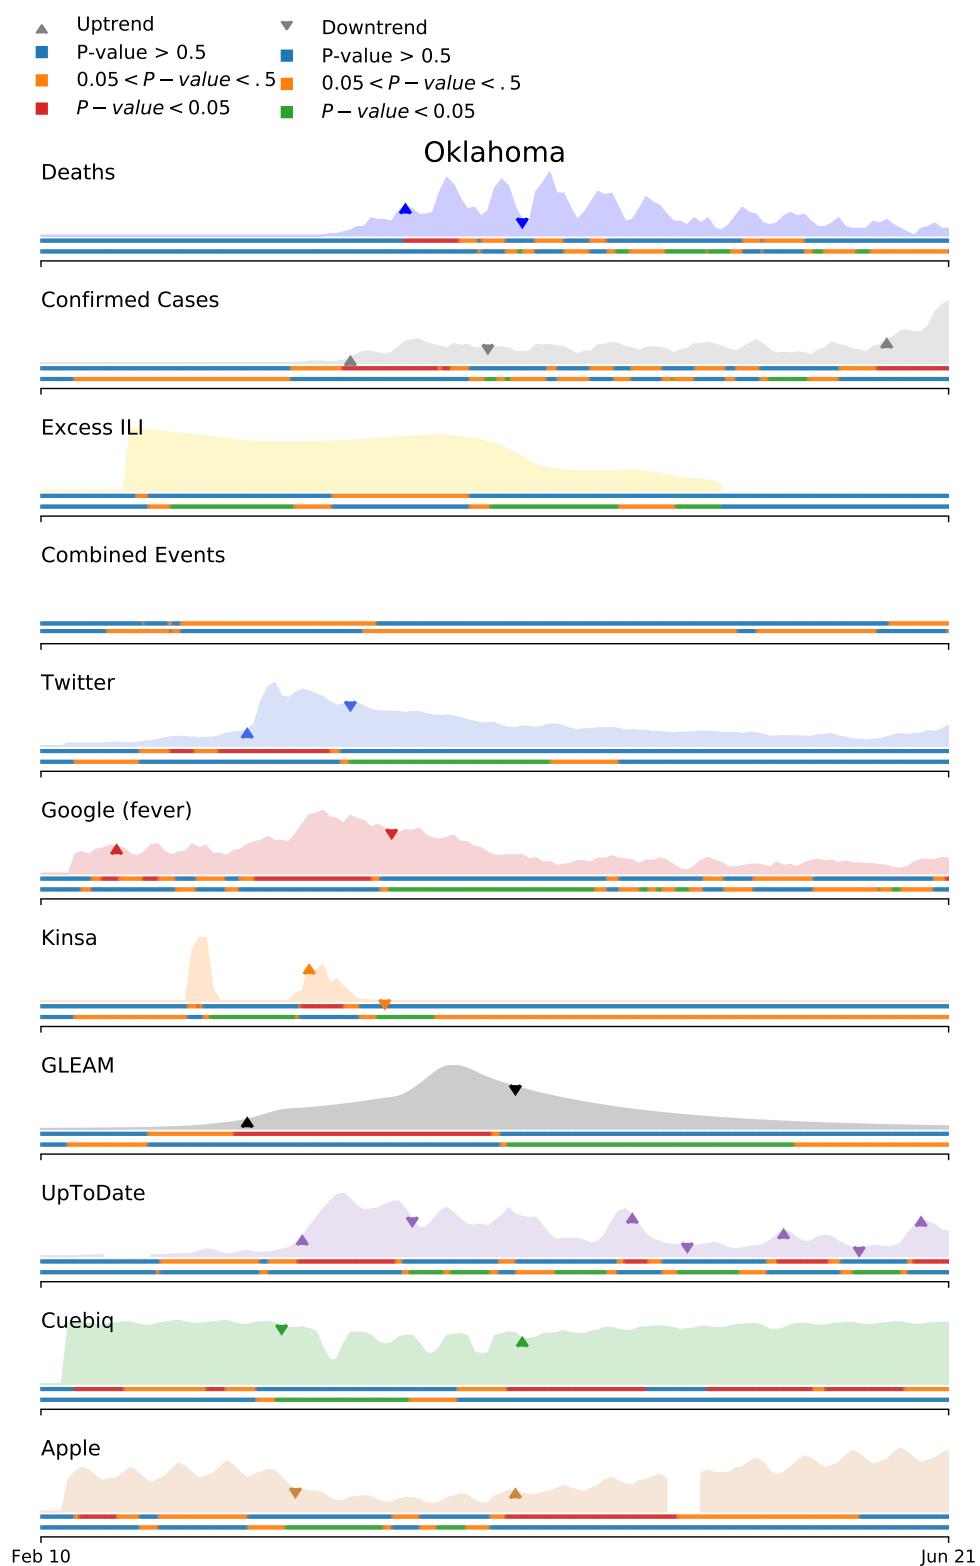 Uptrend
P-value > 0.5
0.05 < P − value < .5
P − value < 0.05
Downtrend
P-value > 0.5
0.05 < P − value < .5
P − value < 0.05
Oklahoma
Deaths
Confirmed Cases
Excess ILI
Combined Events
Twitter
Google (fever)
Kinsa
GLEAM
UpToDate
Cuebiq
Apple
Feb 10 Jun 21